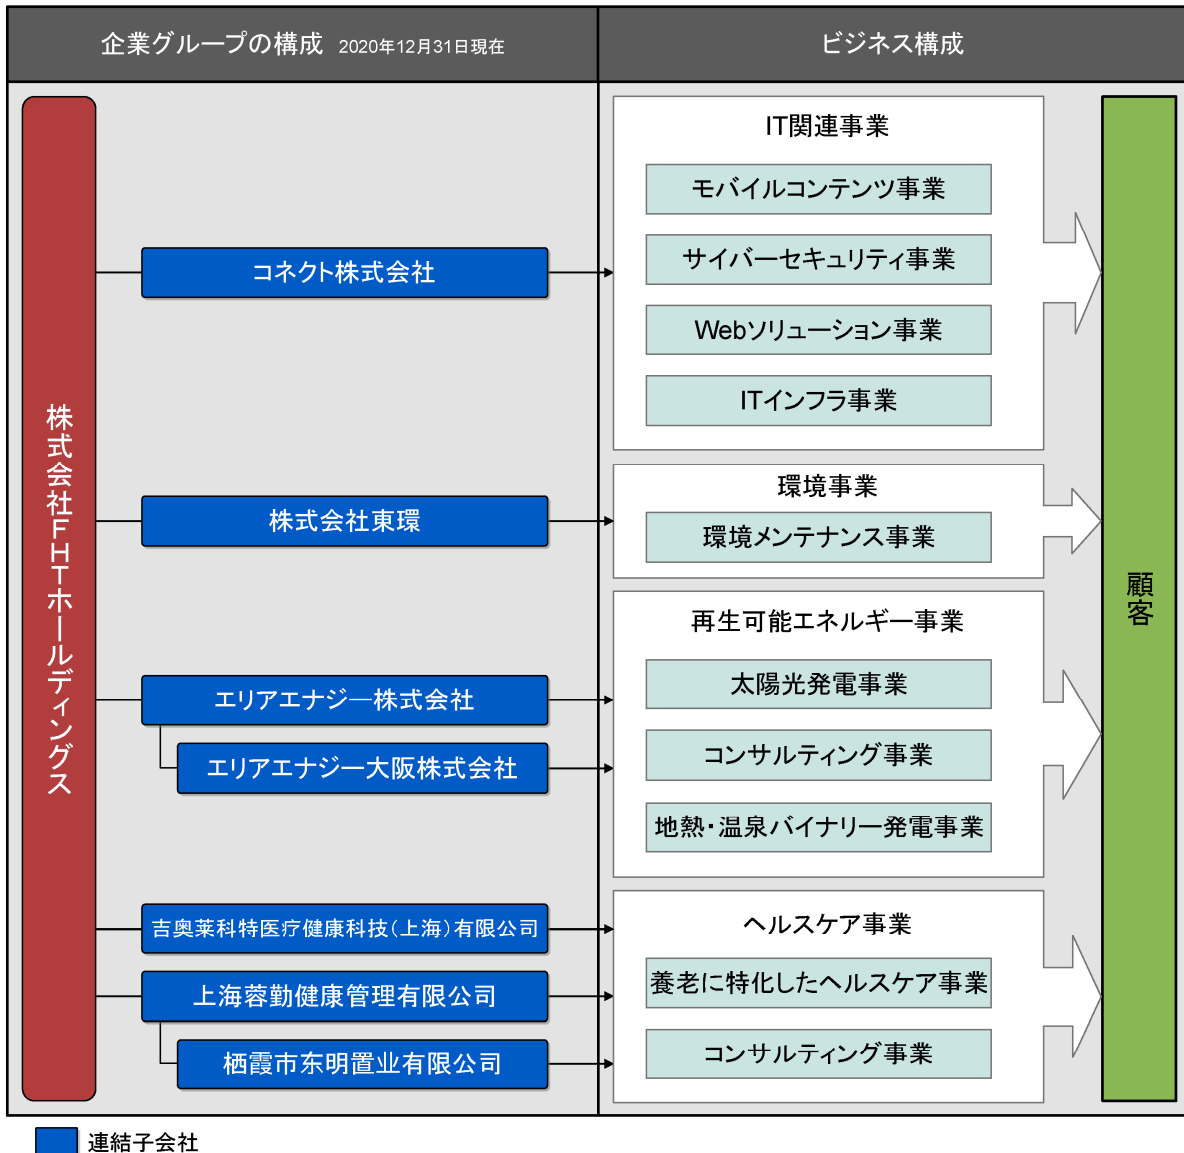 企業グループの構成 2020年12月31日現在
ビジネス構成
株式会社FHTホールディングス
コネクト株式会社
IT関連事業
モバイルコンテンツ事業
サイバーセキュリティ事業
Webソリューション事業
ITインフラ事業
株式会社東環
環境事業
環境メンテナンス事業
エリアエナジー株式会社
エリアエナジー大阪株式会社
再生可能エネルギー事業
太陽光発電事業
コンサルティング事業
地熱・温泉バイナリー発電事業
吉奥莱科特医疗健康科技(上海)有限公司
上海蓉勤健康管理有限公司
栖霞市东明置业有限公司
ヘルスケア事業
養老に特化したヘルスケア事業
コンサルティング事業
顧客
連結子会社